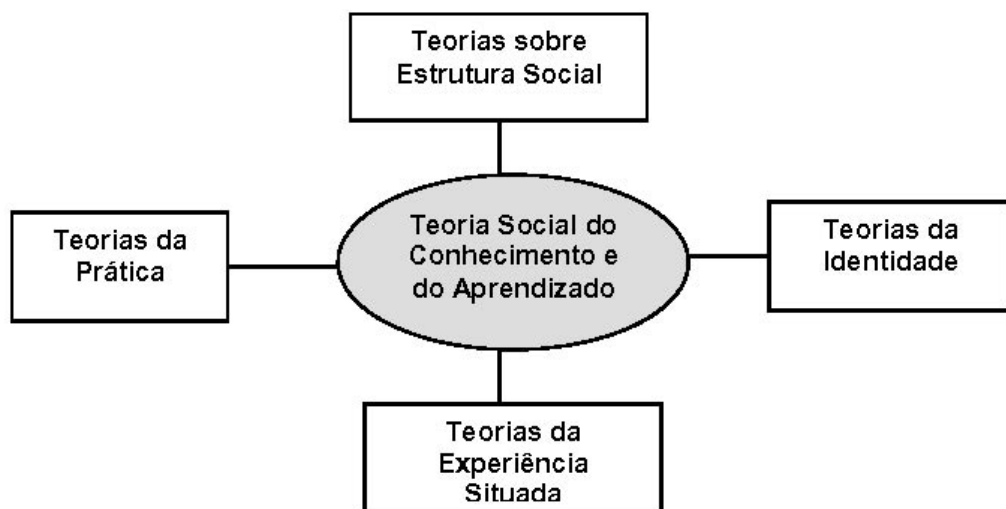 Teorias sobre
Estrutura Social
Teorias da
Prática
Teoria Social do
Conhecimento e
do Aprendizado
Teorias da
Identidade
Teorias da
Experiência
Situada